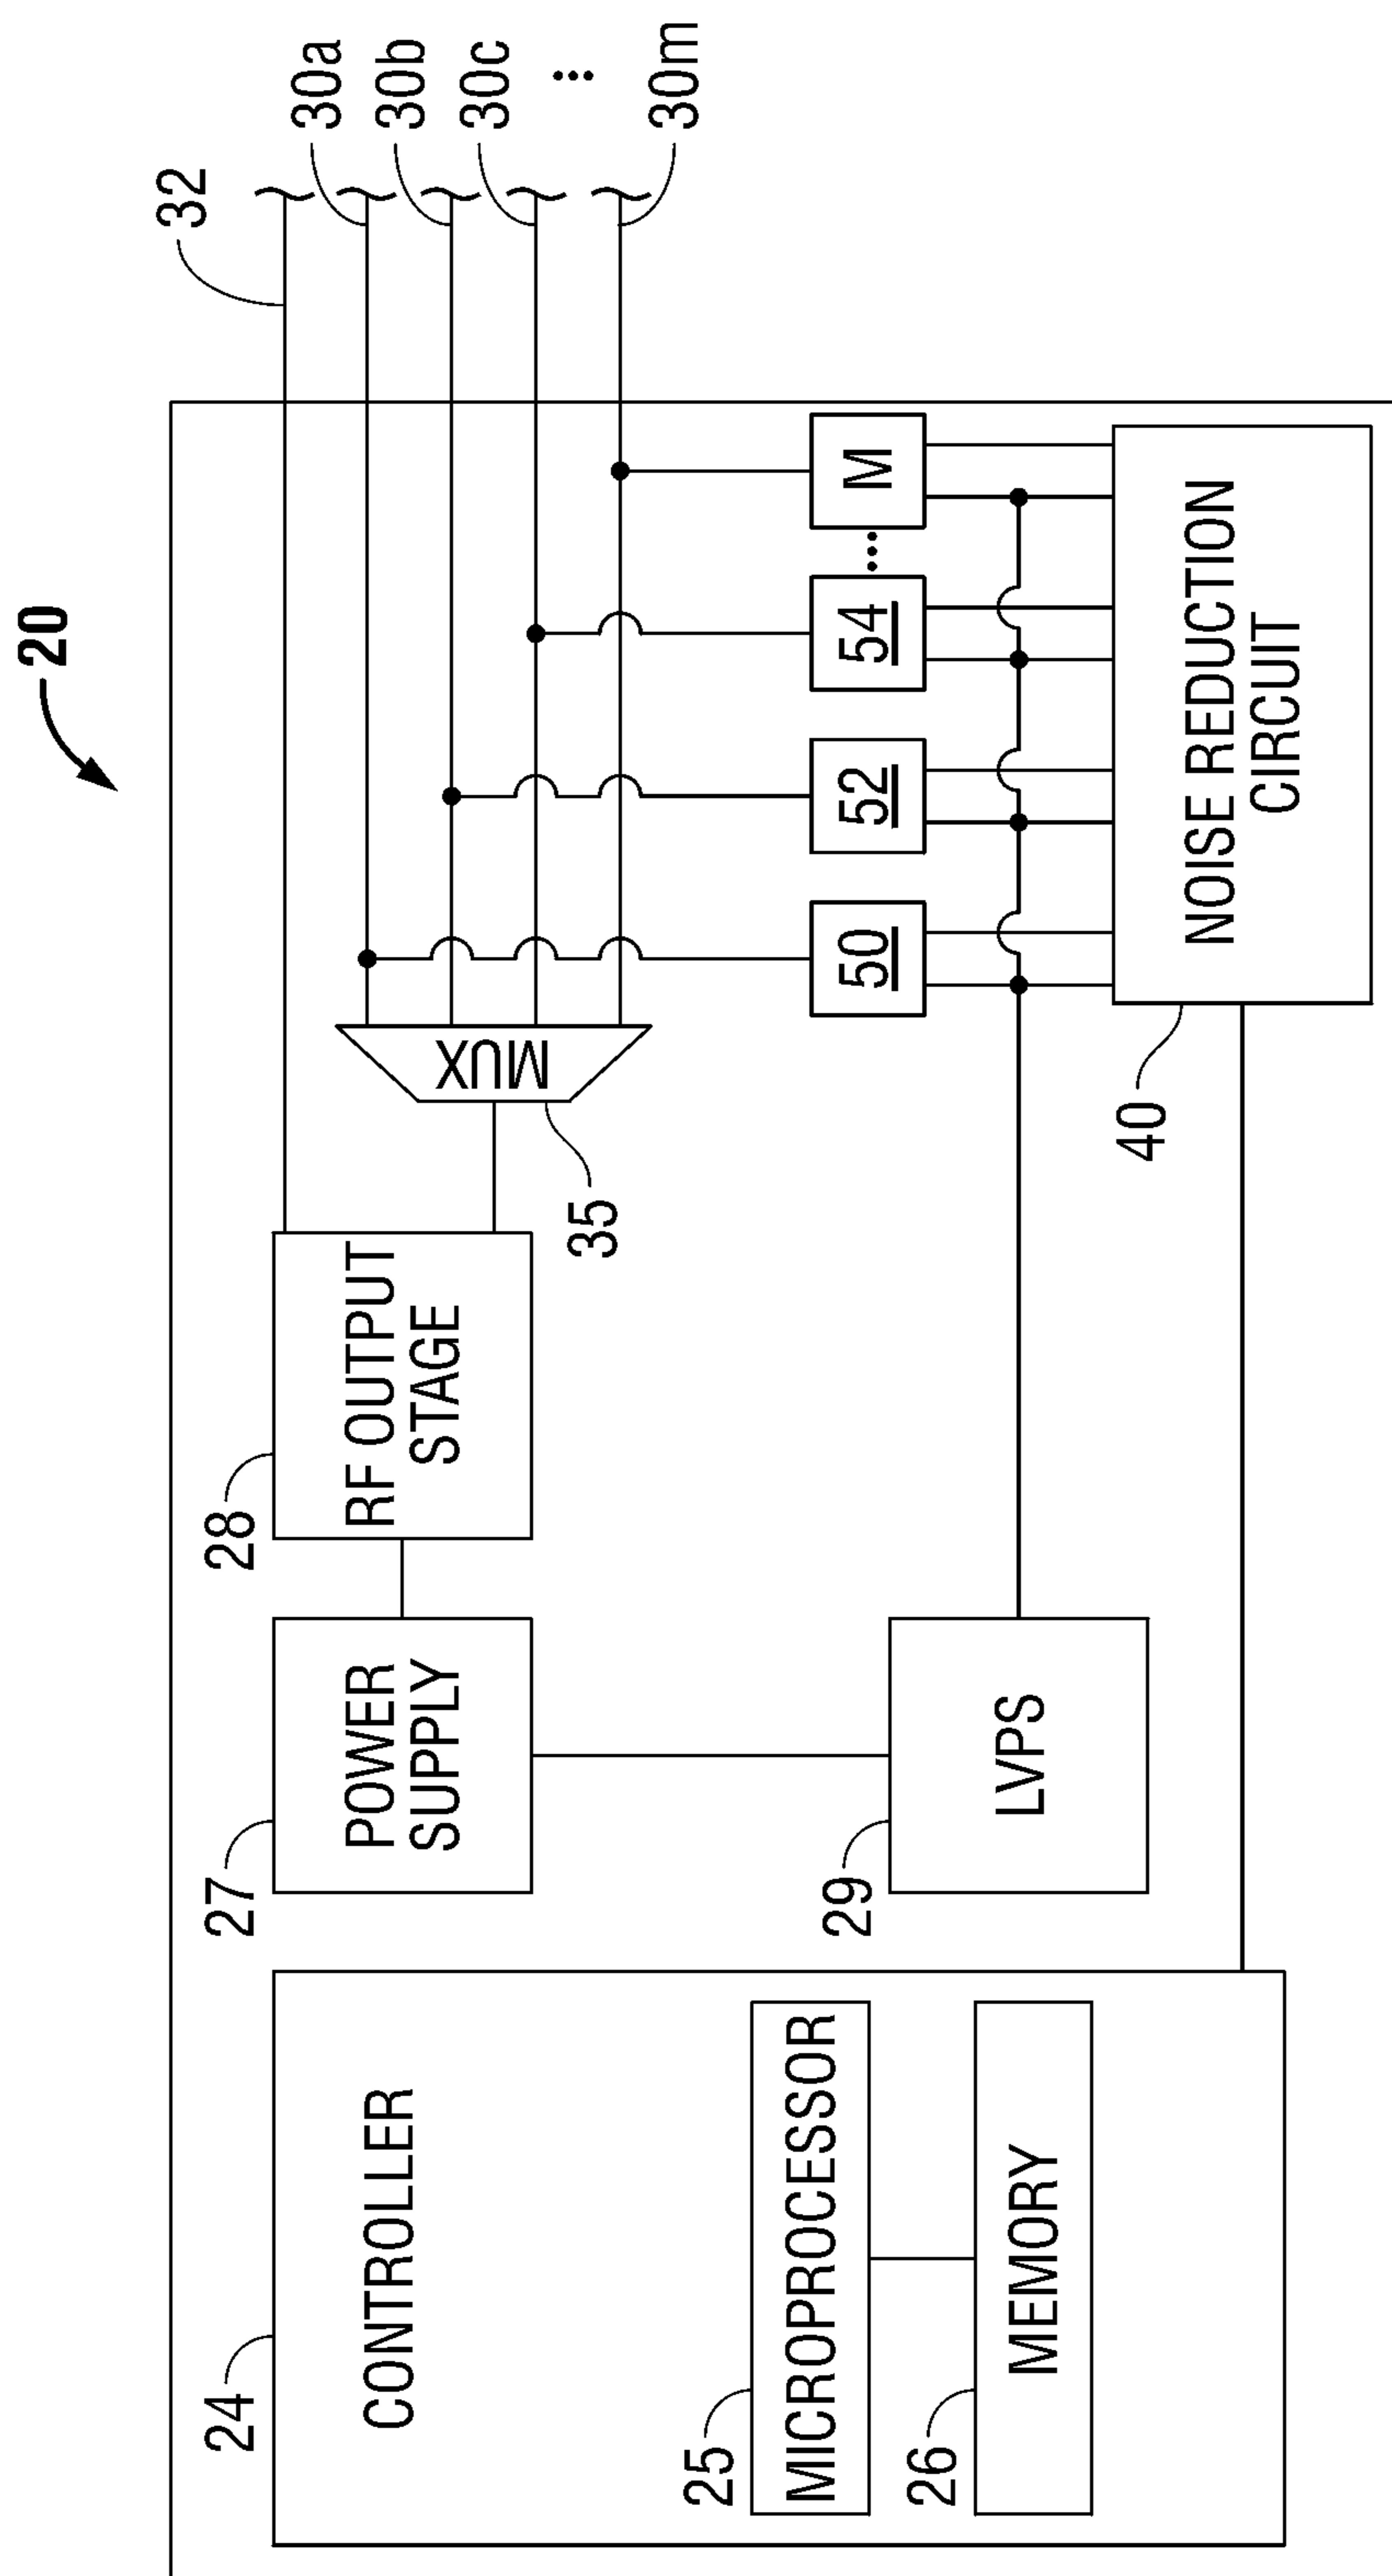 20
32
30a
30b
30c
⋮
30m
24
CONTROLLER
25
MICROPROCESSOR
26
MEMORY
27
POWER
SUPPLY
28
RF OUTPUT
STAGE
29
LVPS
35
MUX
50
52
54
...
M
40
NOISE REDUCTION
CIRCUIT